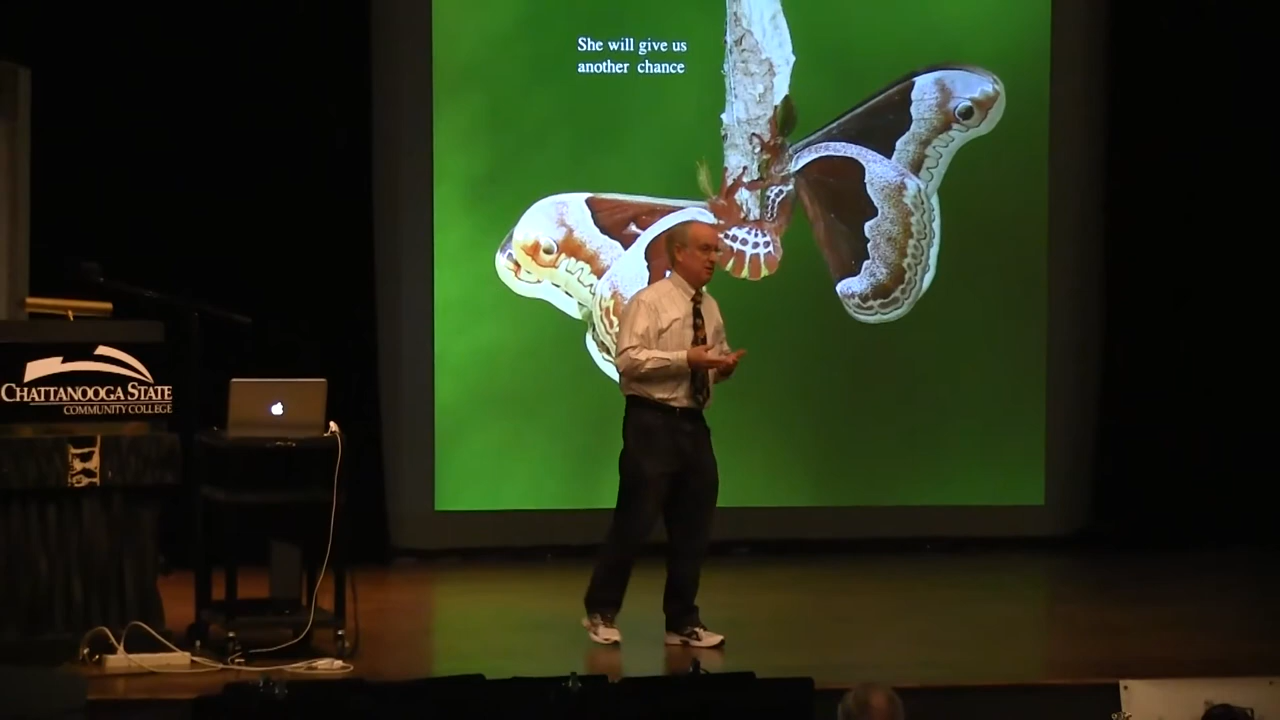 She will give us
another chance
CHATTANOOGA STATE
COMMUNITY COLLEGE